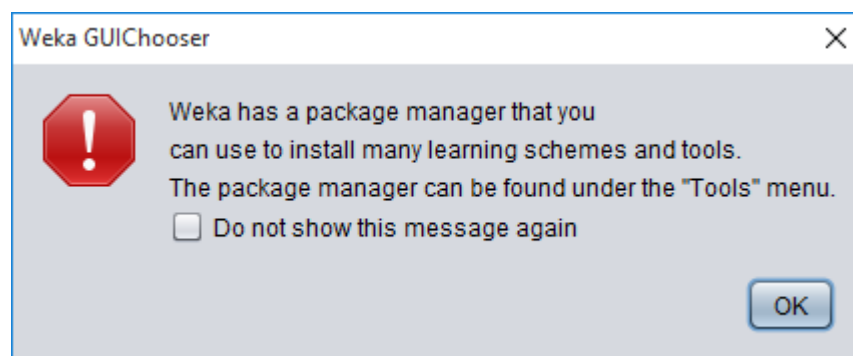 Weka GUIChooser
Weka has a package manager that you
can use to install many learning schemes and tools.
The package manager can be found under the "Tools" menu.
Do not show this message again
OK